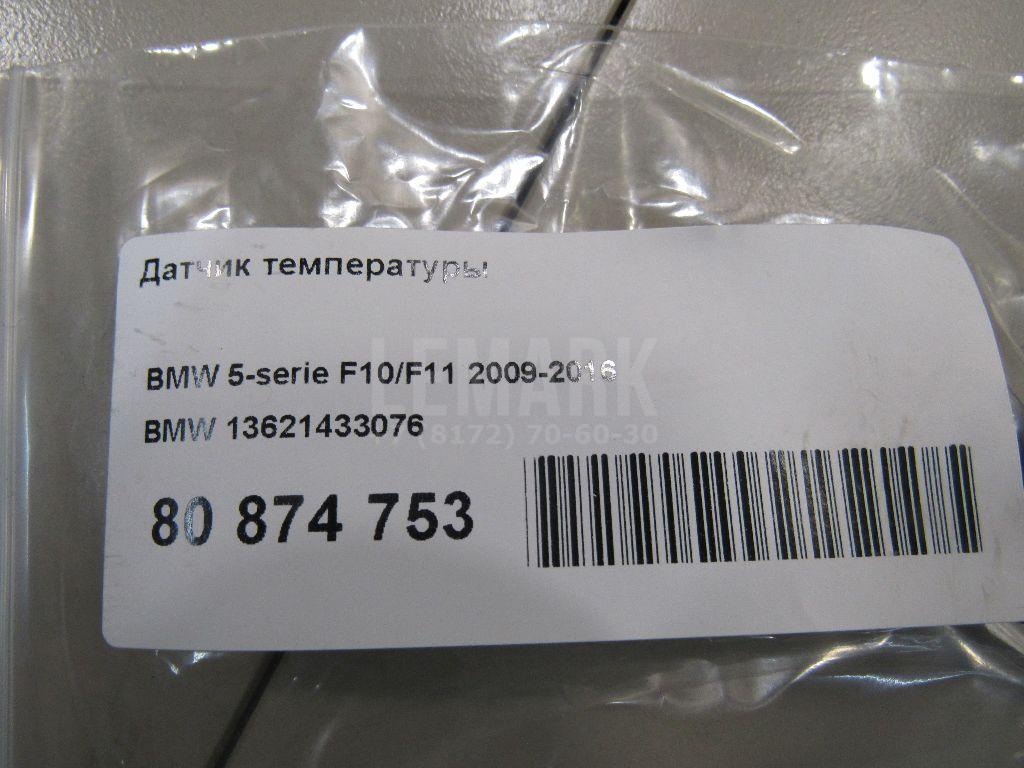 Датчик температуры
LEMARK
BMW 5-serie F10/F11 2009-2016
BMW 13621433076
+7 (8172) 70-60-30
80 874 753